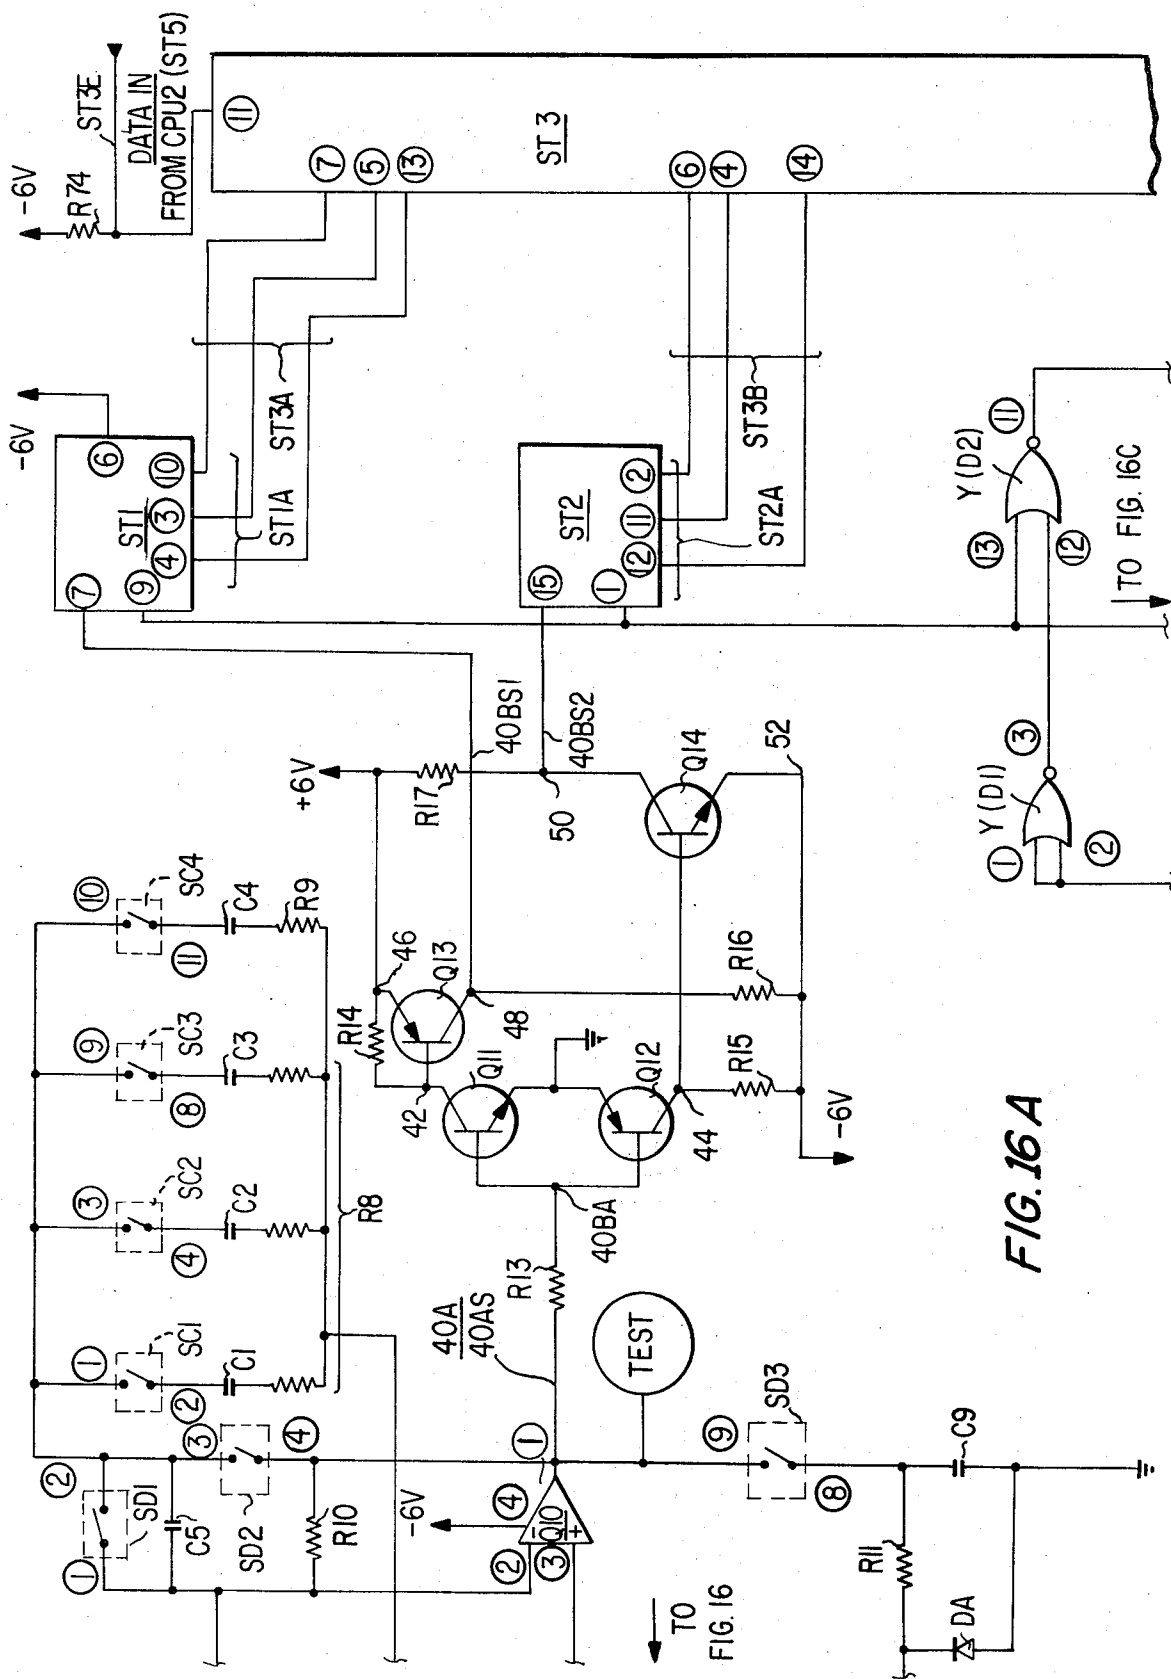 -6V
R74
ST3E
DATA IN
FROM CPU2 (ST5)
11
ST3
7
5
13
6
4
14
-6V
6
7
9
ST1
4
3
10
ST3A
ST1A
15
1
ST2
12
11
2
ST3B
ST2A
Y(D2)
11
13
12
TO FIG. 16C
Y(D1)
3
1
2
40BS1
40BS2
+6V
R17
50
Q14
52
46
Q13
R14
48
42
Q11
Q12
44
R16
R15
-6V
40BA
R13
40A
40AS
TEST
10
SC4
11
C4
R9
9
SC3
8
C3
3
SC2
4
C2
R8
1
SC1
2
C1
2
SD1
1
C5
3
4
SD2
R10
-6V
4
1
2
3
-
Q10
+
TO
FIG. 16
9
SD3
8
R11
C9
DA
FIG. 16A